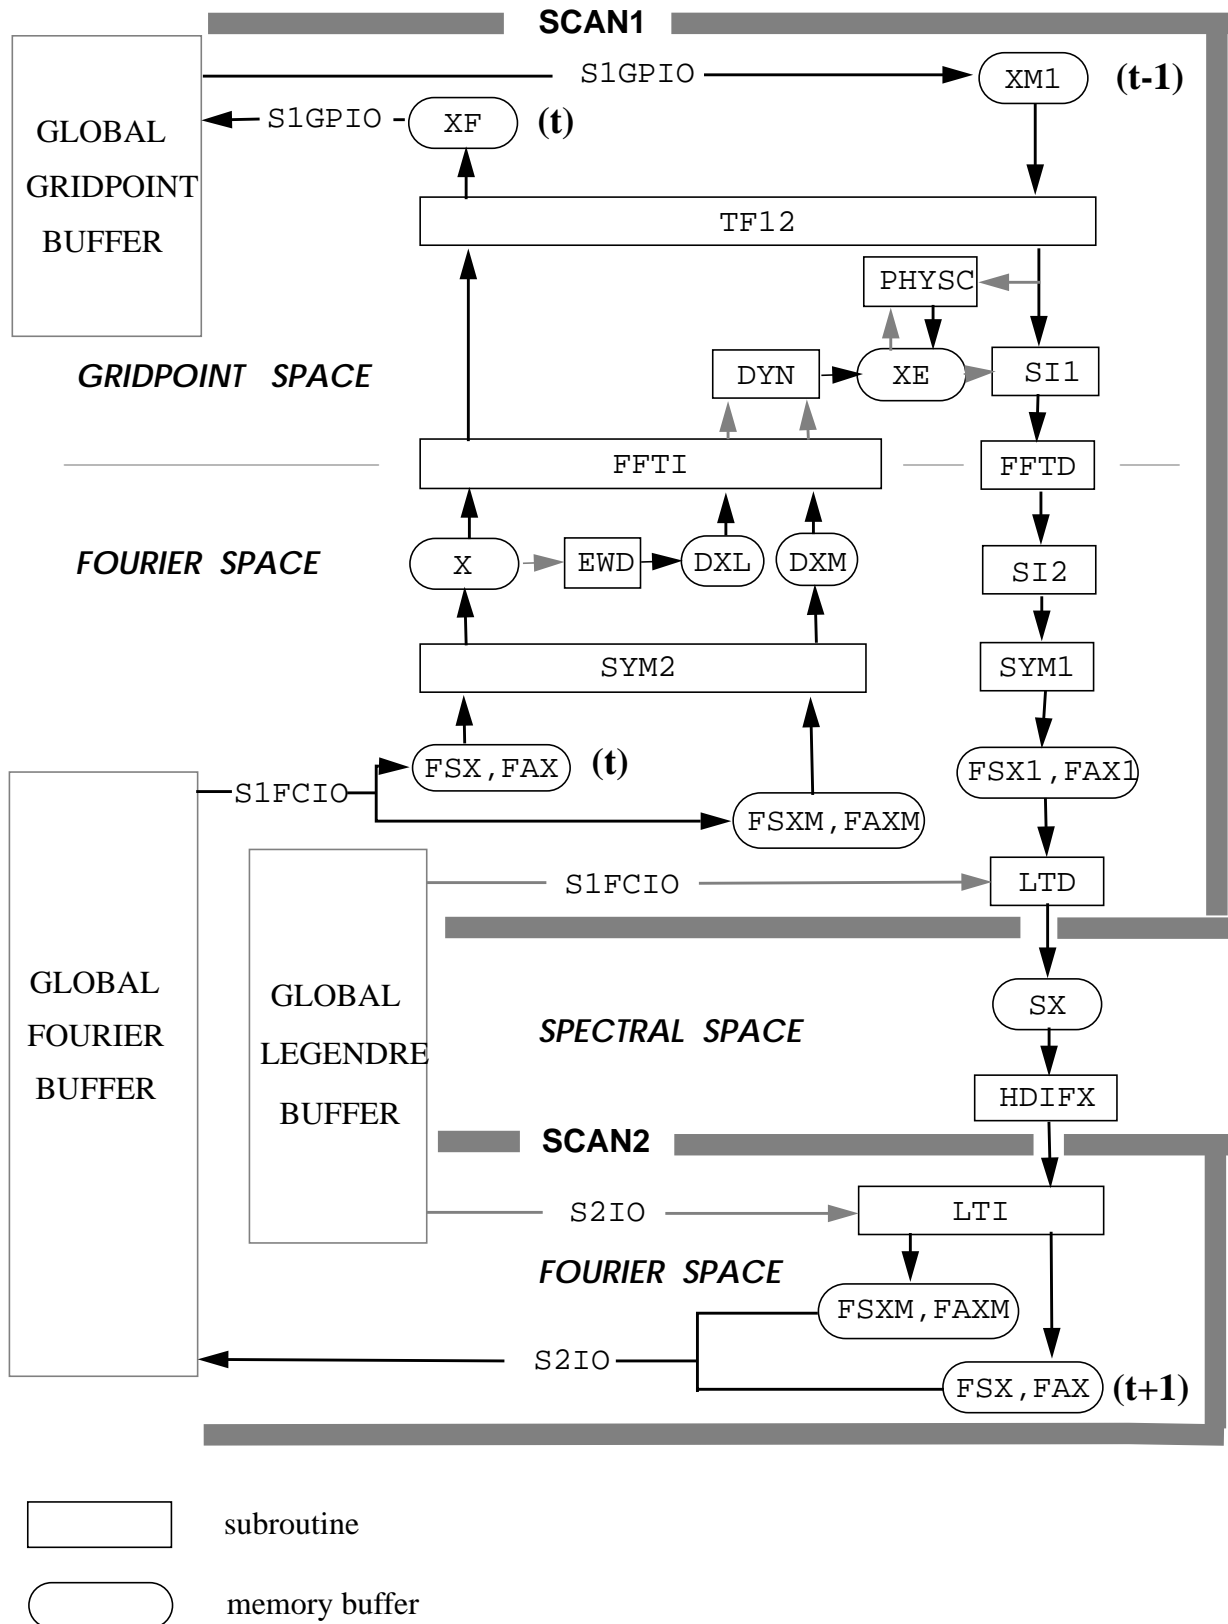 SCAN1
S1GPIO
XM1
(t-1)
S1GPIO
XF
(t)
GLOBAL
GRIDPOINT
BUFFER
TF12
PHYSC
GRIDPOINT SPACE
DYN
XE
SI1
FFTI
FFTD
FOURIER SPACE
X
EWD
DXL
DXM
SI2
SYM2
SYM1
FSX,FAX
(t)
FSX1,FAX1
S1FCIO
FSXM,FAXM
S1FCIO
LTD
GLOBAL
FOURIER
BUFFER
GLOBAL
LEGENDRE
BUFFER
SX
SPECTRAL SPACE
HDIFX
SCAN2
S2IO
LTI
FOURIER SPACE
FSXM,FAXM
S2IO
FSX,FAX
(t+1)
subroutine
memory buffer